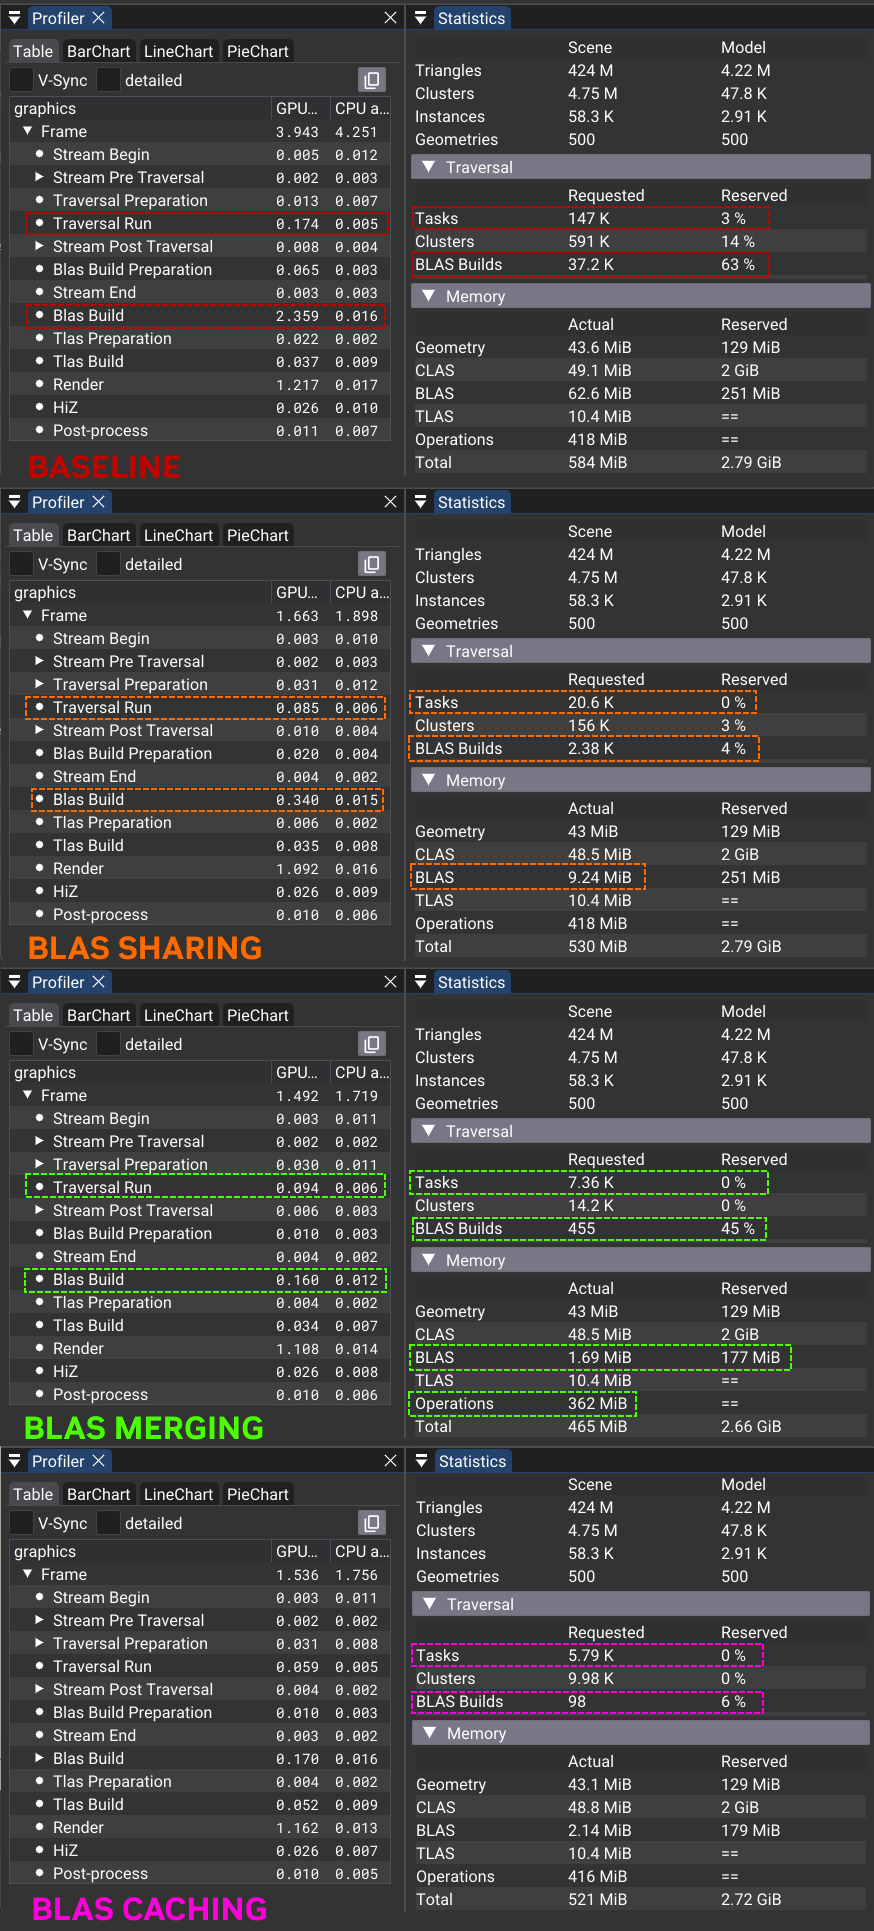 Profiler
Statistics
Table BarChart LineChart PieChart
V-Sync detailed
graphics GPU... CPU a...
Frame 3.943 4.251
Stream Begin 0.005 0.012
Stream Pre Traversal 0.002 0.003
Traversal Preparation 0.013 0.007
Traversal Run 0.174 0.005
Stream Post Traversal 0.008 0.004
Blas Build Preparation 0.065 0.003
Stream End 0.003 0.003
Blas Build 2.359 0.016
Tlas Preparation 0.022 0.002
Tlas Build 0.037 0.009
Render 1.217 0.017
HiZ 0.026 0.010
Post-process 0.011 0.007
BASELINE
Scene Model
Triangles 424 M 4.22 M
Clusters 4.75 M 47.8 K
Instances 58.3 K 2.91 K
Geometries 500 500
Traversal
Requested Reserved
Tasks 147 K 3 %
Clusters 591 K 14 %
BLAS Builds 37.2 K 63 %
Memory
Actual Reserved
Geometry 43.6 MiB 129 MiB
CLAS 49.1 MiB 2 GiB
BLAS 62.6 MiB 251 MiB
TLAS 10.4 MiB ==
Operations 418 MiB ==
Total 584 MiB 2.79 GiB
Profiler
Statistics
Table BarChart LineChart PieChart
V-Sync detailed
graphics GPU... CPU a...
Frame 1.663 1.898
Stream Begin 0.003 0.010
Stream Pre Traversal 0.002 0.003
Traversal Preparation 0.031 0.012
Traversal Run 0.085 0.006
Stream Post Traversal 0.010 0.004
Blas Build Preparation 0.020 0.004
Stream End 0.004 0.002
Blas Build 0.340 0.015
Tlas Preparation 0.006 0.002
Tlas Build 0.035 0.008
Render 1.092 0.016
HiZ 0.026 0.009
Post-process 0.010 0.006
BLAS SHARING
Scene Model
Triangles 424 M 4.22 M
Clusters 4.75 M 47.8 K
Instances 58.3 K 2.91 K
Geometries 500 500
Traversal
Requested Reserved
Tasks 20.6 K 0 %
Clusters 156 K 3 %
BLAS Builds 2.38 K 4 %
Memory
Actual Reserved
Geometry 43 MiB 129 MiB
CLAS 48.5 MiB 2 GiB
BLAS 9.24 MiB 251 MiB
TLAS 10.4 MiB ==
Operations 418 MiB ==
Total 530 MiB 2.79 GiB
Profiler
Statistics
Table BarChart LineChart PieChart
V-Sync detailed
graphics GPU... CPU a...
Frame 1.492 1.719
Stream Begin 0.003 0.011
Stream Pre Traversal 0.002 0.002
Traversal Preparation 0.030 0.011
Traversal Run 0.094 0.006
Stream Post Traversal 0.006 0.003
Blas Build Preparation 0.010 0.003
Stream End 0.004 0.002
Blas Build 0.160 0.012
Tlas Preparation 0.004 0.002
Tlas Build 0.034 0.007
Render 1.108 0.014
HiZ 0.026 0.008
Post-process 0.010 0.006
BLAS MERGING
Scene Model
Triangles 424 M 4.22 M
Clusters 4.75 M 47.8 K
Instances 58.3 K 2.91 K
Geometries 500 500
Traversal
Requested Reserved
Tasks 7.36 K 0 %
Clusters 14.2 K 0 %
BLAS Builds 455 45 %
Memory
Actual Reserved
Geometry 43 MiB 129 MiB
CLAS 48.5 MiB 2 GiB
BLAS 1.69 MiB 177 MiB
TLAS 10.4 MiB ==
Operations 362 MiB ==
Total 465 MiB 2.66 GiB
Profiler
Statistics
Table BarChart LineChart PieChart
V-Sync detailed
graphics GPU... CPU a...
Frame 1.536 1.756
Stream Begin 0.003 0.011
Stream Pre Traversal 0.002 0.002
Traversal Preparation 0.031 0.008
Traversal Run 0.059 0.005
Stream Post Traversal 0.004 0.002
Blas Build Preparation 0.010 0.003
Stream End 0.003 0.002
Blas Build 0.170 0.016
Tlas Preparation 0.004 0.002
Tlas Build 0.052 0.009
Render 1.162 0.013
HiZ 0.026 0.007
Post-process 0.010 0.005
BLAS CACHING
Scene Model
Triangles 424 M 4.22 M
Clusters 4.75 M 47.8 K
Instances 58.3 K 2.91 K
Geometries 500 500
Traversal
Requested Reserved
Tasks 5.79 K 0 %
Clusters 9.98 K 0 %
BLAS Builds 98 6 %
Memory
Actual Reserved
Geometry 43.1 MiB 129 MiB
CLAS 48.8 MiB 2 GiB
BLAS 2.14 MiB 179 MiB
TLAS 10.4 MiB ==
Operations 416 MiB ==
Total 521 MiB 2.72 GiB